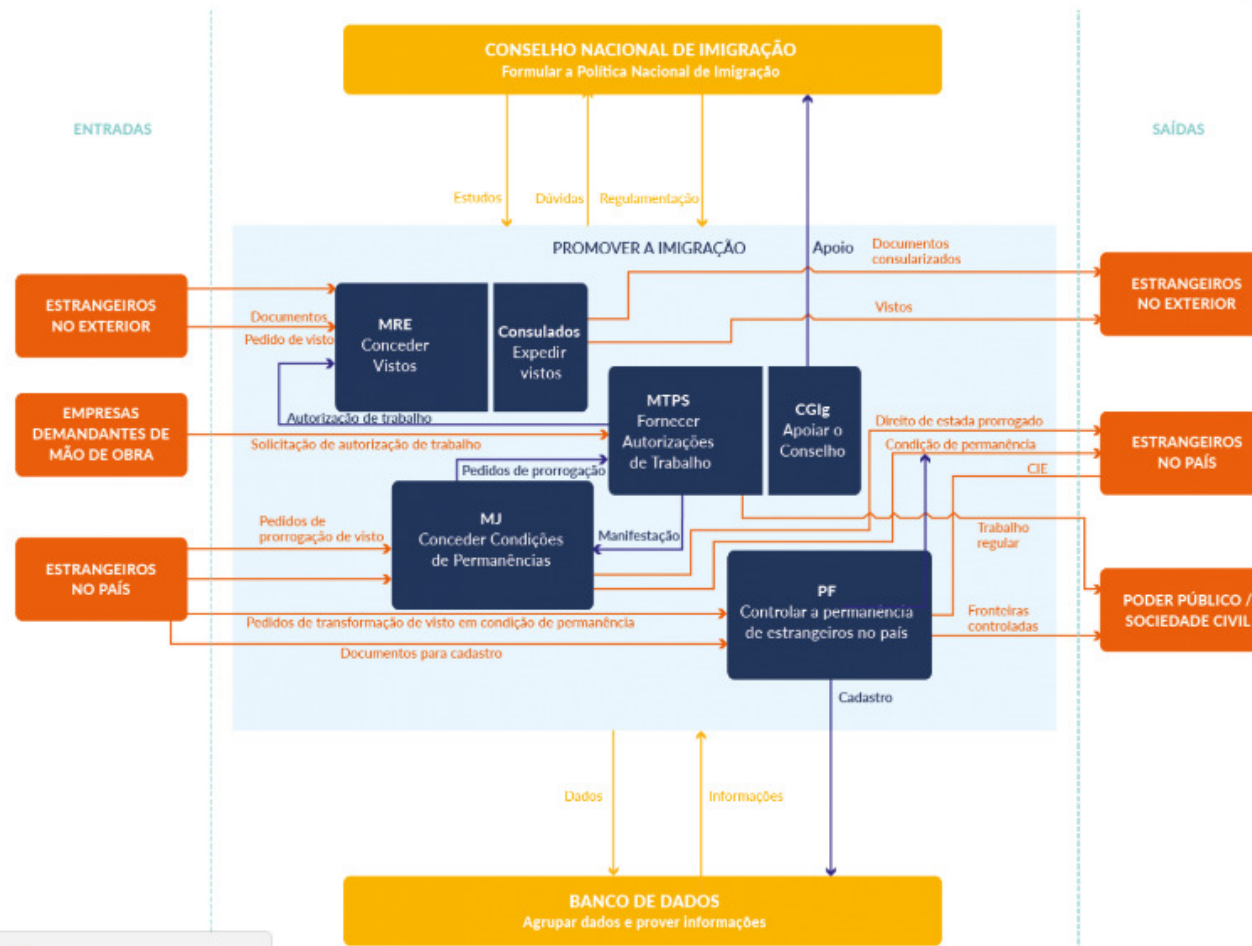 CONSELHO NACIONAL DE IMIGRAÇÃO
Formular a Política Nacional de Imigração
ENTRADAS
SAÍDAS
Estudos
Dúvidas
Regulamentação
PROMOVER A IMIGRAÇÃO
Apoio
Documentos
consularizados
ESTRANGEIROS
NO EXTERIOR
Documentos
Pedido de visto
MRE
Conceder
Vistos
Consulados
Expedir
vistos
Vistos
ESTRANGEIROS
NO EXTERIOR
EMPRESAS
DEMANDANTES DE
MÃO DE OBRA
Autorização de trabalho
Solicitação de autorização de trabalho
MTPS
Fornecer
Autorizações
de Trabalho
CGIg
Apoiar o
Conselho
Direito de estada prorrogado
Condição de permanência
CIE
ESTRANGEIROS
NO PAÍS
Pedidos de prorrogação
Pedidos de
prorrogação de visto
MJ
Conceder Condições
de Permanências
Manifestação
Trabalho
regular
ESTRANGEIROS
NO PAÍS
PF
Controlar a permanência
de estrangeiros no país
Fronteiras
controladas
PODER PÚBLICO /
SOCIEDADE CIVIL
Pedidos de transformação de visto em condição de permanência
Documentos para cadastro
Cadastro
Dados
Informações
BANCO DE DADOS
Agrupar dados e prover informações